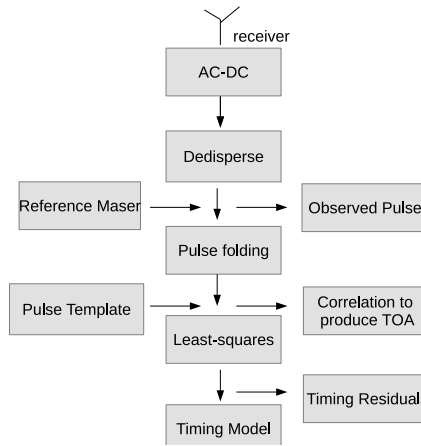 receiver
AC-DC
Dedisperse
Reference Maser
Observed Pulse
Pulse folding
Pulse Template
Correlation to
produce TOA
Least-squares
Timing Residual
Timing Model